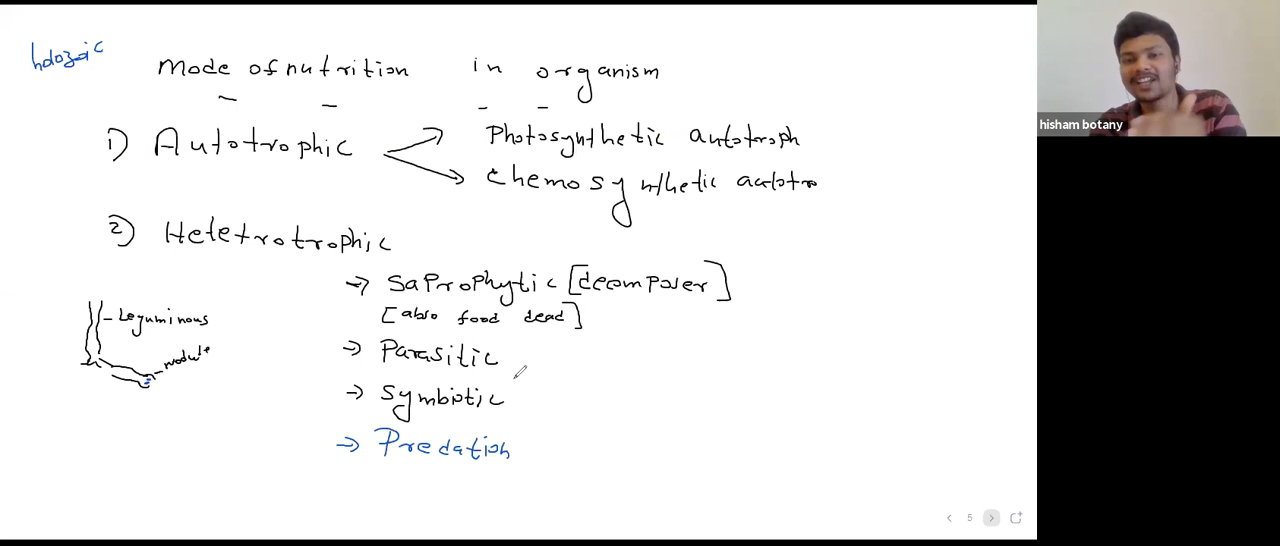 holozoic
mode of nutrition in organism
1) Autotrophic
Photosynthetic autotroph
chemosynthetic autotro
2) Heletrotrophic
→ Saprophytic [decomposer]
[abso food dead]
→ Parasitic
→ Symbiotic
→ Predation
Leguminous
nodule
hisham botany
5